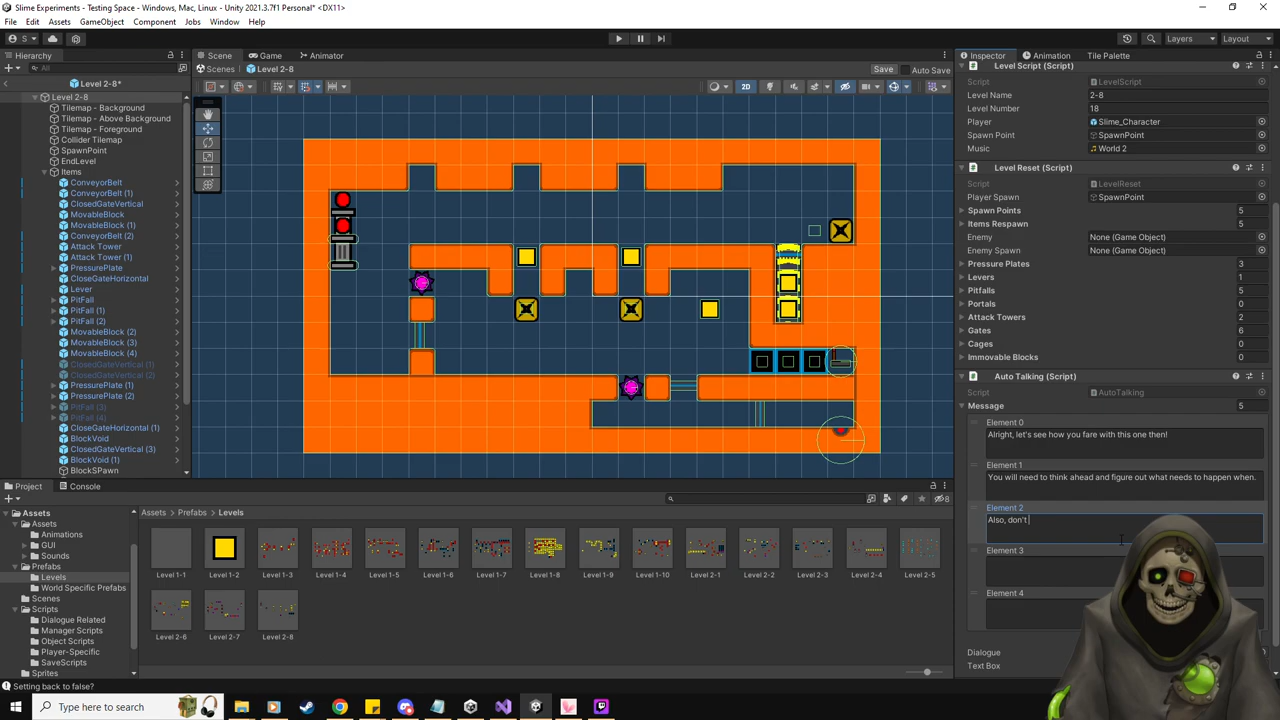 Slime Experiments - Testing Space - Windows, Mac, Linux - Unity 2021.3.7f1 Personal* <DX11>
File Edit Assets GameObject Component Jobs Window Help
S
Layers Layout
Hierarchy
Scene Game Animator
Inspector Animation Tile Palette
All
Scenes Level 2-8
Save Auto Save
Level 2-8*
2D
Level 2-8
Tilemap - Background
Tilemap - Above Background
Tilemap - Foreground
Collider Tilemap
SpawnPoint
EndLevel
Items
ConveyorBelt
ConveyorBelt (1)
ClosedGateVertical
MovableBlock
MovableBlock (1)
ConveyorBelt (2)
Attack Tower
Attack Tower (1)
PressurePlate
CloseGateHorizontal
Lever
PitFall
PitFall (1)
PitFall (2)
MovableBlock (2)
MovableBlock (3)
MovableBlock (4)
ClosedGateVertical (1)
ClosedGateVertical (2)
PressurePlate (1)
PressurePlate (2)
PitFall (3)
PitFall (4)
CloseGateHorizontal (1)
BlockVoid
ClosedGateVertical (3)
BlockVoid (1)
BlockSPawn
Level Script (Script)
Script LevelScript
Level Name 2-8
Level Number 18
Player Slime_Character
Spawn Point SpawnPoint
Music World 2
Level Reset (Script)
Script LevelReset
Player Spawn SpawnPoint
Spawn Points 5
Items Respawn 5
Enemy None (Game Object)
Enemy Spawn None (Game Object)
Pressure Plates 3
Levers 1
Pitfalls 5
Portals 0
Attack Towers 2
Gates 6
Cages 0
Immovable Blocks 0
Auto Talking (Script)
Script AutoTalking
Message 5
Element 0
Alright, let's see how you fare with this one then!
Element 1
You will need to think ahead and figure out what needs to happen when.
Element 2
Also, don't
Element 3
Element 4
Dialogue
Text Box
Project Console
8
Assets
Assets
Animations
GUI
Sounds
Prefabs
Levels
World Specific Prefabs
Scenes
Scripts
Dialogue Related
Manager Scripts
Object Scripts
Player-Specific
SaveScripts
Sprites
Assets Prefabs Levels
Level 1-1 Level 1-2 Level 1-3 Level 1-4 Level 1-5 Level 1-6 Level 1-7 Level 1-8 Level 1-9 Level 1-10 Level 2-1 Level 2-2 Level 2-3 Level 2-4 Level 2-5
Level 2-6 Level 2-7 Level 2-8
Setting back to false?
Type here to search